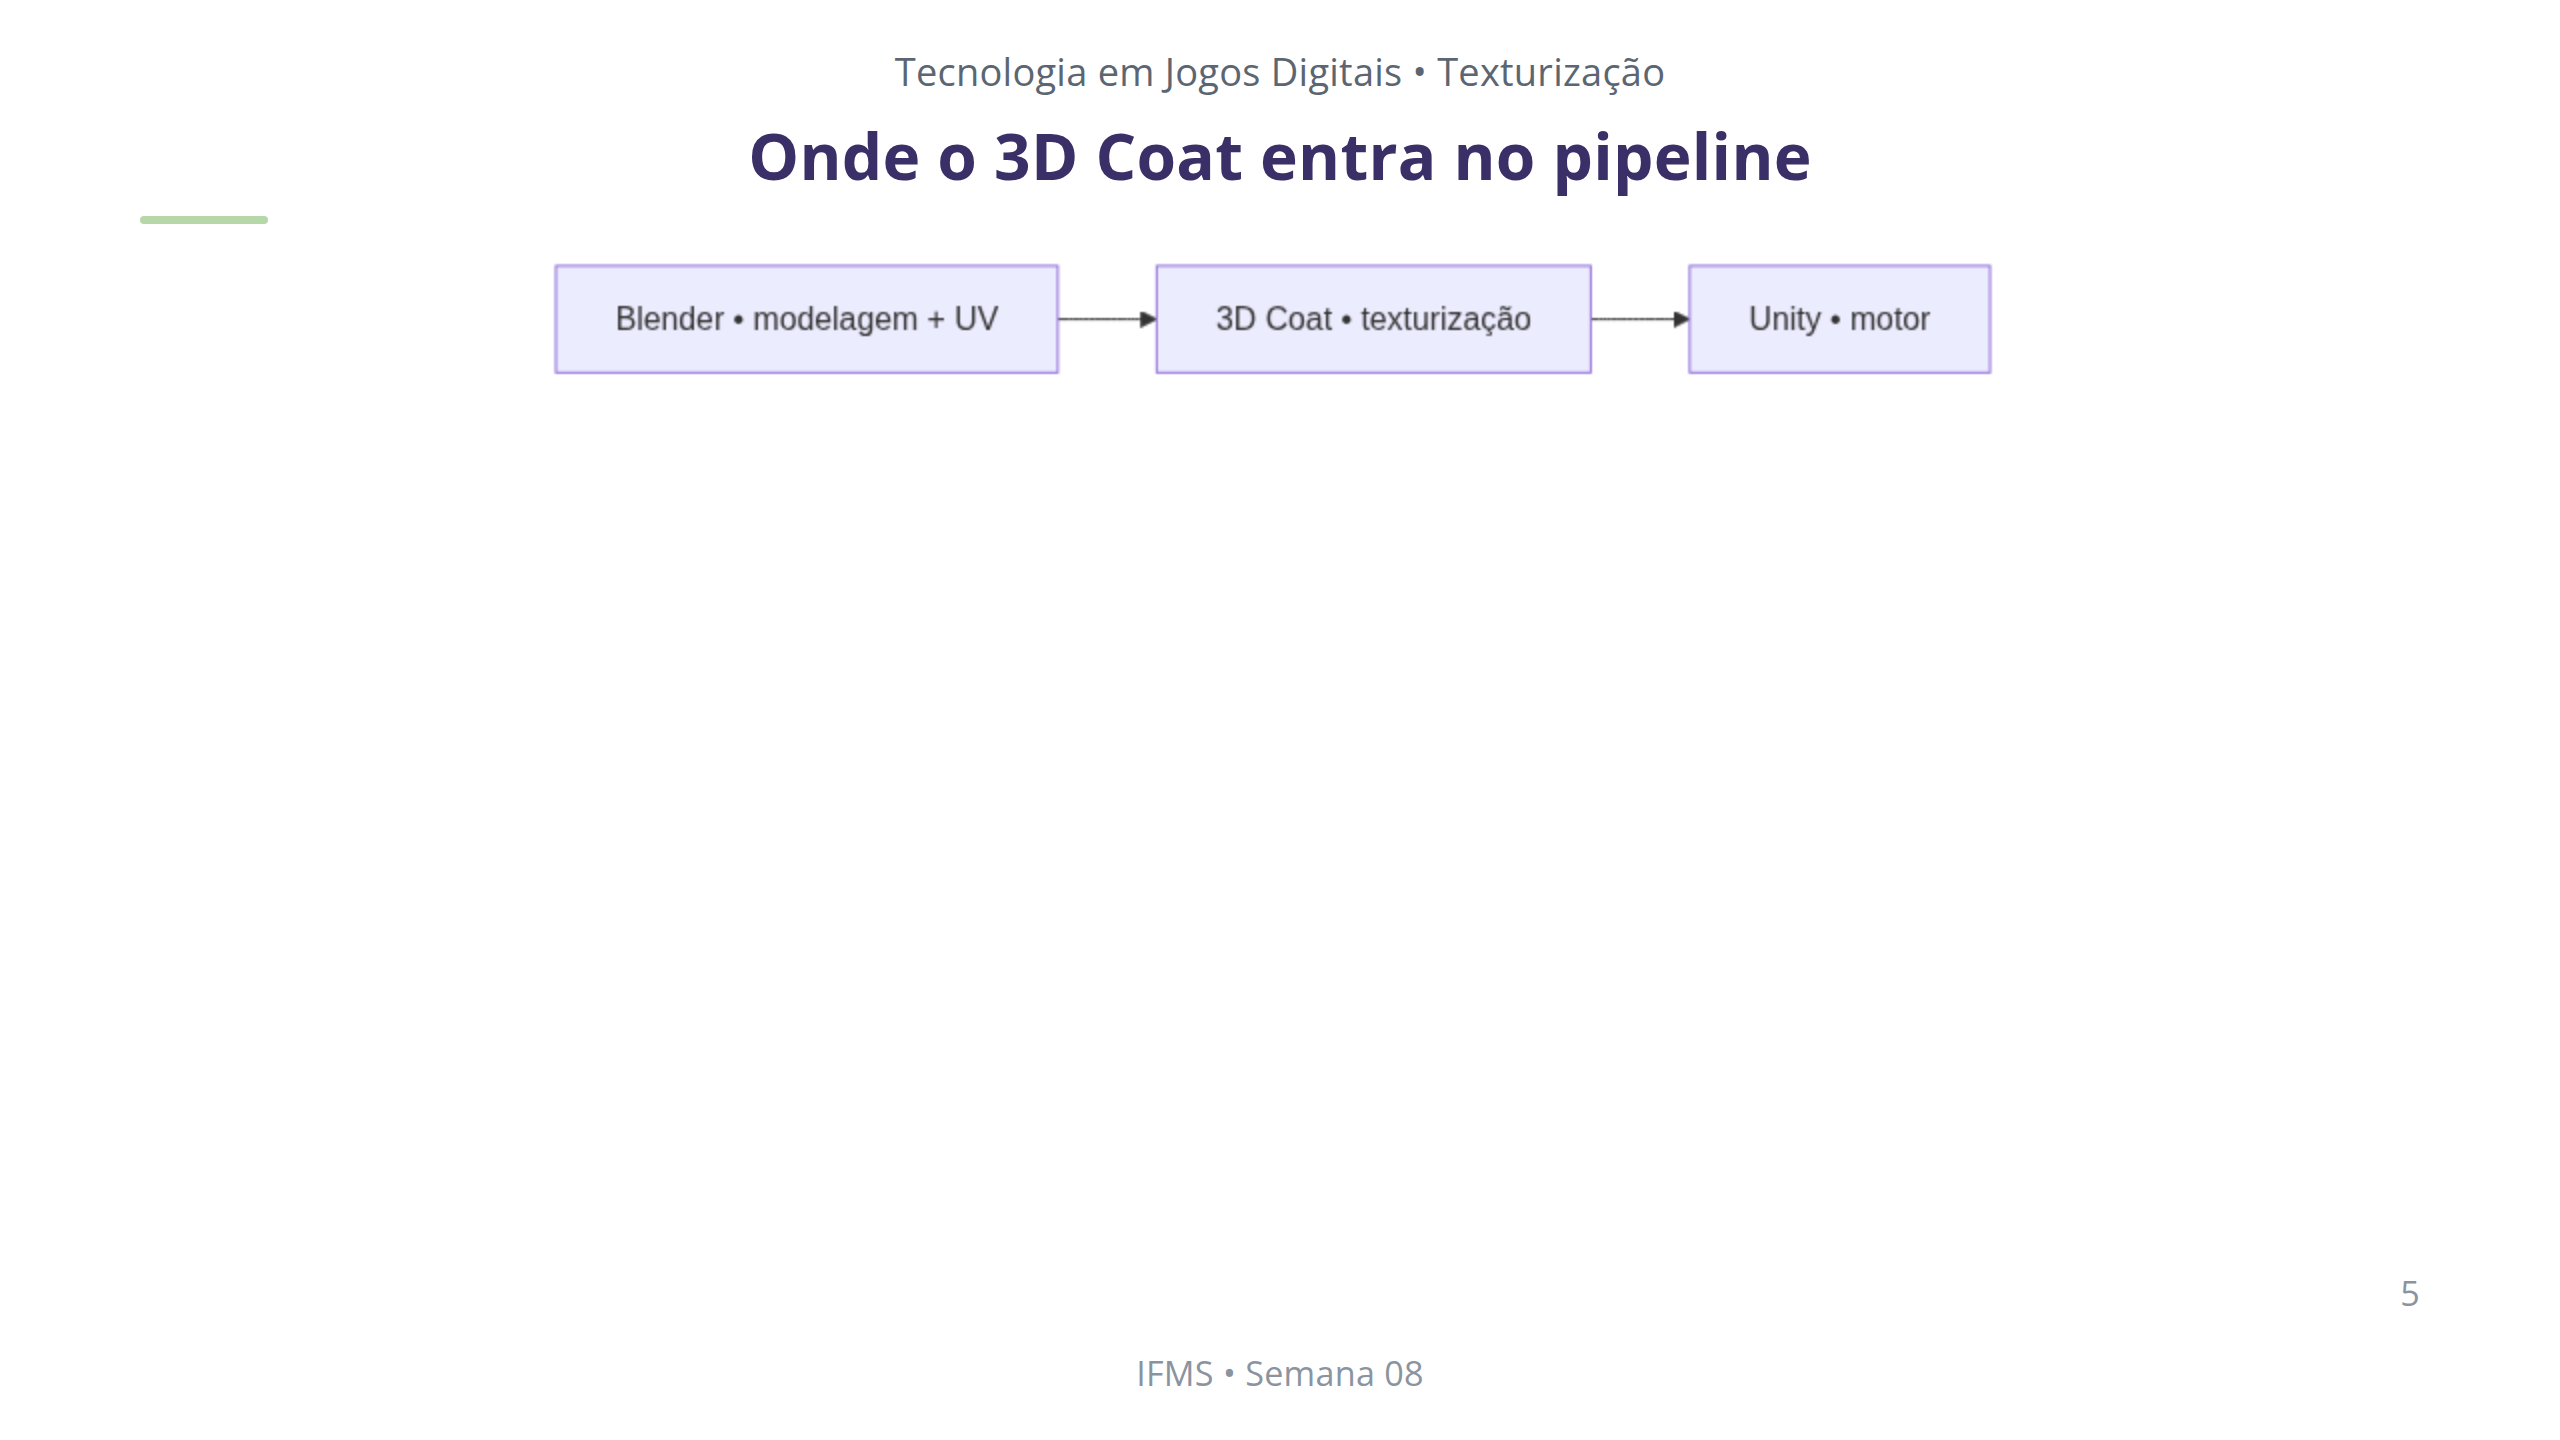 Tecnologia em Jogos Digitais • Texturização
Onde o 3D Coat entra no pipeline
Blender • modelagem + UV
3D Coat • texturização
Unity • motor
5
IFMS • Semana 08